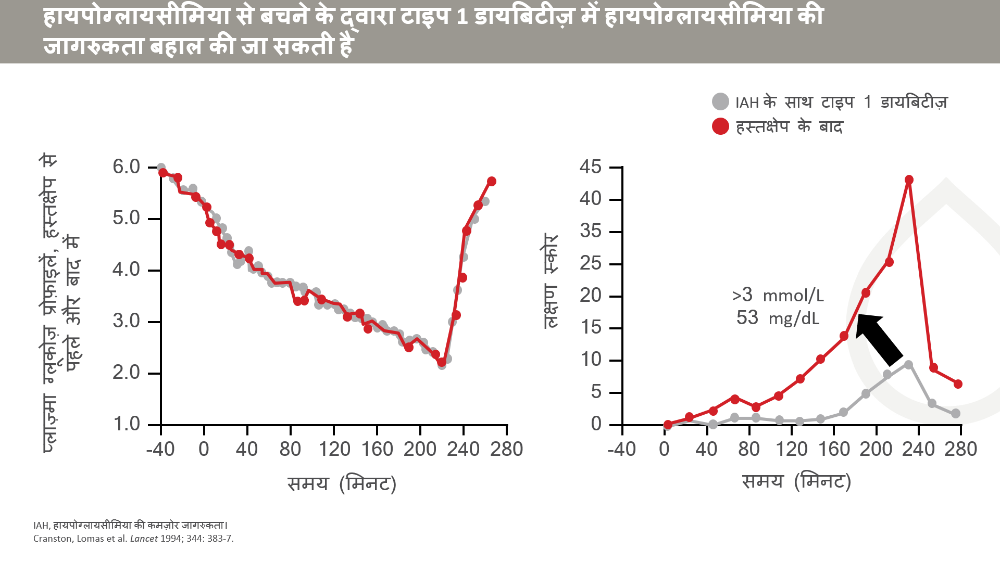 हायपोग्लायसीमिया से बचने के द्वारा टाइप 1 डायबिटीज़ में हायपोग्लायसीमिया की
जागरुकता बहाल की जा सकती है
IAH के साथ टाइप 1 डायबिटीज़
हस्तक्षेप के बाद
प्लाज़्मा ग्लूकोज़ प्रोफ़ाइलें, हस्तक्षेप से
पहले और बाद में
6.0
5.0
4.0
3.0
2.0
1.0
-40 0 40 80 120 160 200 240 280
समय (मिनट)
लक्षण स्कोर
45
40
35
25
20
15
10
5
0
>3 mmol/L
53 mg/dL
-40 0 40 80 120 160 200 240 280
समय (मिनट)
IAH, हायपोग्लायसीमिया की कमज़ोर जागरुकता।
Cranston, Lomas et al. Lancet 1994; 344: 383-7.